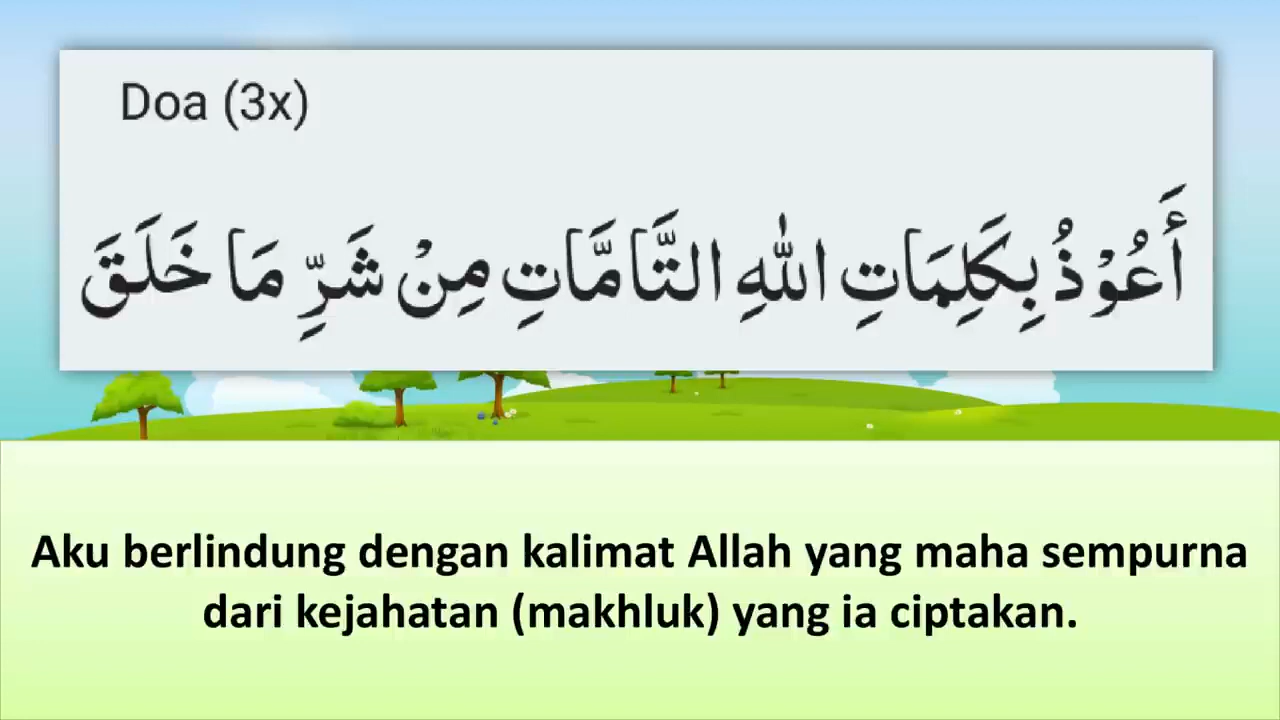 Doa (3x)
أَعُوْذُ بِكَلِمَاتِ اللهِ التَّامَّاتِ مِنْ شَرِّ مَا خَلَقَ
Aku berlindung dengan kalimat Allah yang maha sempurna
dari kejahatan (makhluk) yang ia ciptakan.